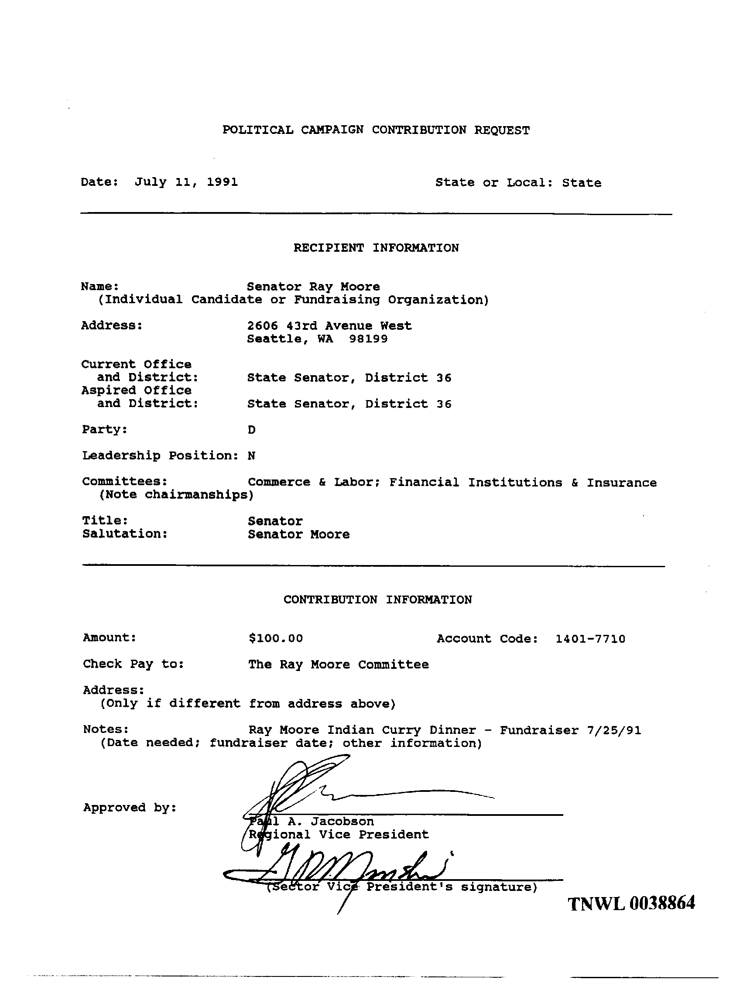 POLITICAL CAMPAIGN CONTRIBUTION REQUEST
Date: July 11, 1991 State or Local: State
RECIPIENT INFORMATION
Name: Senator Ray Moore
(Individual Candidate or Fundraising Organization)
Address: 2606 43rd Avenue West
Seattle, WA 98199
Current Office
and District: State Senator, District 36
Aspired Office
and District: State Senator, District 36
Party: D
Leadership Position: N
Committees: Commerce & Labor; Financial Institutions & Insurance
(Note chairmanships)
Title: Senator
Salutation: Senator Moore
CONTRIBUTION INFORMATION
Amount: $100.00 Account Code: 1401-7710
Check Pay to: The Ray Moore Committee
Address:
(Only if different from address above)
Notes: Ray Moore Indian Curry Dinner - Fundraiser 7/25/91
(Date needed; fundraiser date; other information)
Approved by:
Paul A. Jacobson
Regional Vice President
(Sector Vice President's signature)
TNWL 0038864